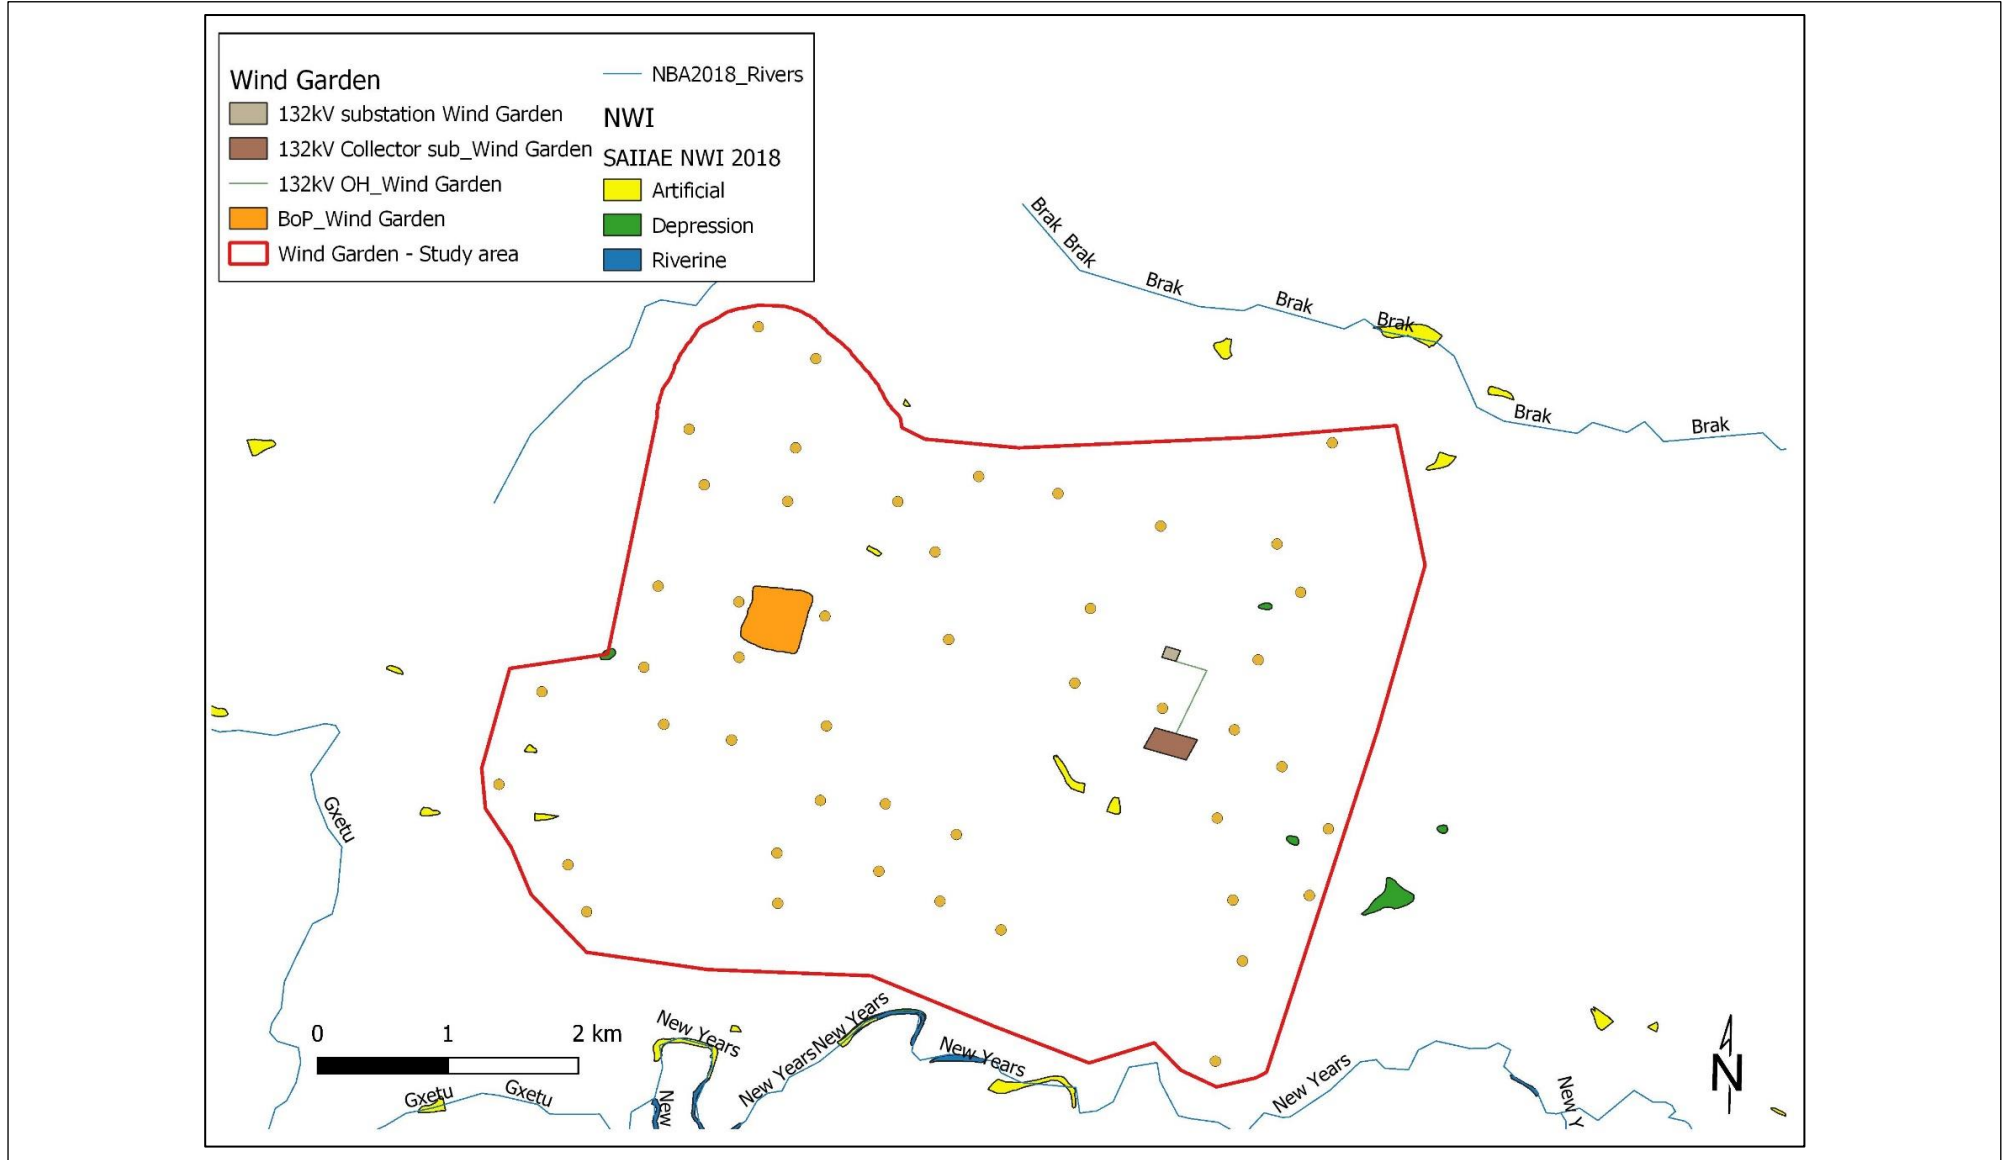 Wind Garden
132kV substation Wind Garden
132kV Collector sub_Wind Garden
132kV OH_Wind Garden
BoP_Wind Garden
Wind Garden - Study area
NBA2018_Rivers
NWI
SAIIAE NWI 2018
Artificial
Depression
Riverine
Brak
Brak
Brak
Brak
Brak
Brak
Brak
Gxetu
0 1 2 km
New Years
New Years
New Years
New Years
New Years
New Y
New
Gxetu
Gxetu
N